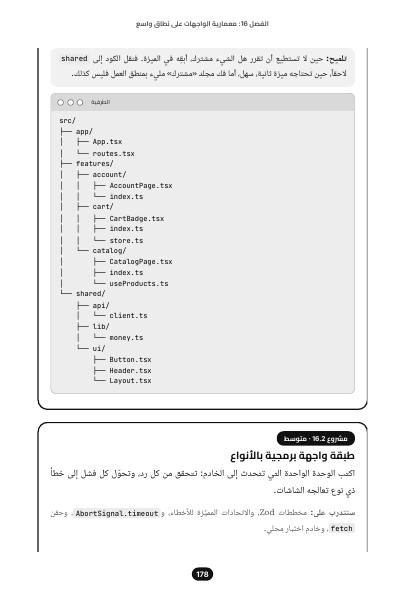 الفصل 16: معمارية الواجهات على نطاق واسع
تلميح: حين لا تستطيع أن تقرر هل الشيء مشترك، أبقِه في الميزة. فنقل الكود إلى shared
لاحقاً، حين تحتاجه ميزة ثانية، سهل، أما فك مجلد «مشترك» مليء بمنطق العمل فليس كذلك.
الطرفية
src/
├── app/
│   ├── App.tsx
│   └── routes.tsx
├── features/
│   ├── account/
│   │   ├── AccountPage.tsx
│   │   └── index.ts
│   ├── cart/
│   │   ├── CartBadge.tsx
│   │   ├── index.ts
│   │   └── store.ts
│   └── catalog/
│       ├── CatalogPage.tsx
│       ├── index.ts
│       └── useProducts.ts
└── shared/
    ├── api/
    │   └── client.ts
    ├── lib/
    │   └── money.ts
    └── ui/
        ├── Button.tsx
        ├── Header.tsx
        └── Layout.tsx
مشروع 16.2 · متوسط
طبقة واجهة برمجية بالأنواع
اكتب الوحدة الواحدة التي تتحدث إلى الخادم: تتحقق من كل رد، وتحوّل كل فشل إلى خطأ
ذي نوع تعالجه الشاشات.
ستتدرب على: مخططات Zod، والاتحادات المميّزة للأخطاء، و AbortSignal.timeout، وحقن
fetch، وخادم اختبار محلي.
178